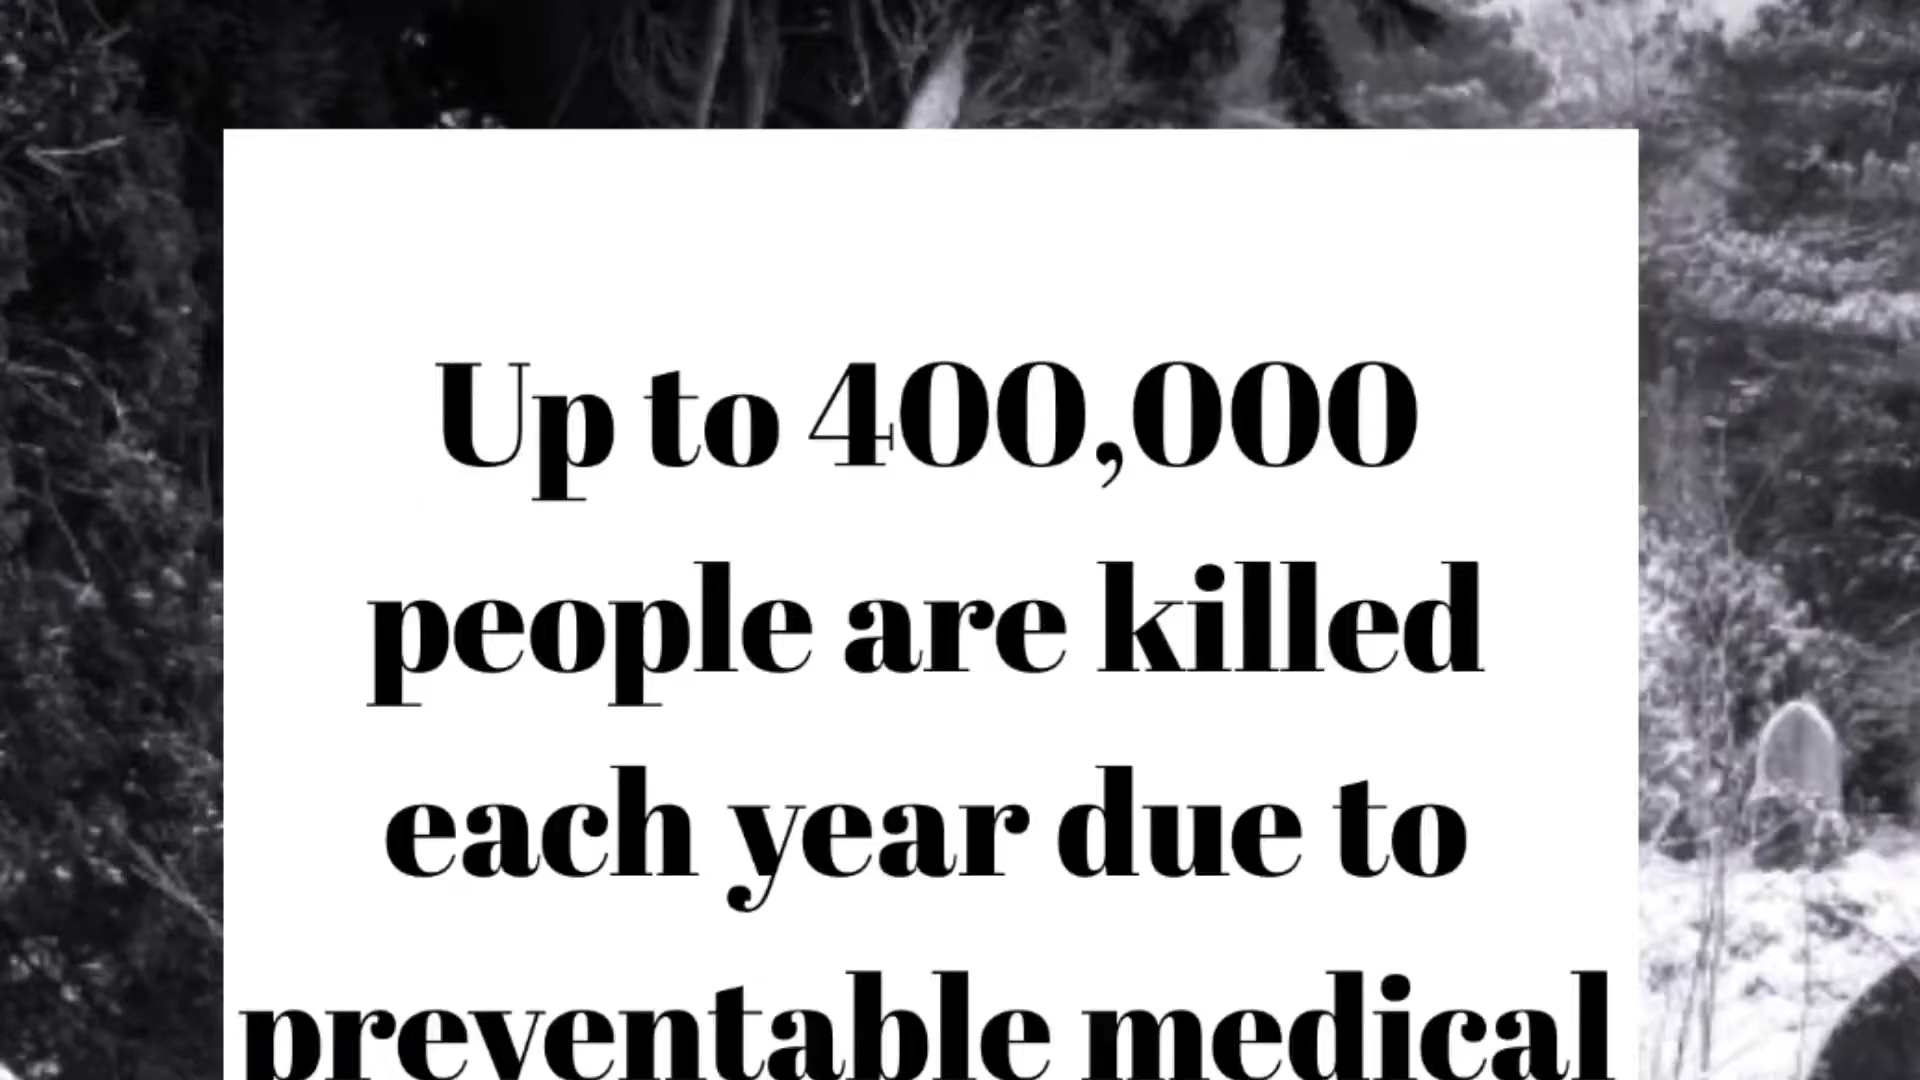 Up to 400,000
people are killed
each year due to
preventable medical